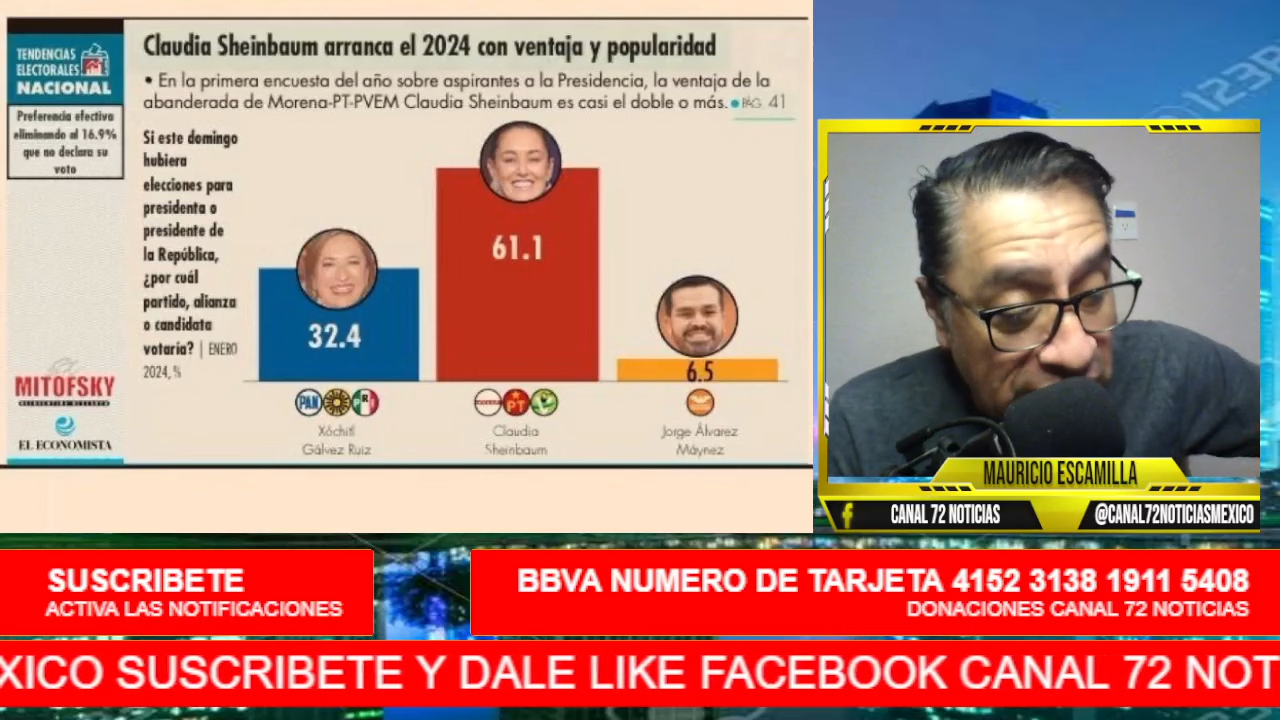 TENDENCIAS
ELECTORALES
NACIONAL
Preferencia efectiva
eliminando al 16.9%
que no declara su
voto
Claudia Sheinbaum arranca el 2024 con ventaja y popularidad
• En la primera encuesta del año sobre aspirantes a la Presidencia, la ventaja de la
abanderada de Morena-PT-PVEM Claudia Sheinbaum es casi el doble o más. ● PÁG. 41
Si este domingo
hubiera
elecciones para
presidenta o
presidente de
la República,
¿por cuál
partido, alianza
o candidata
votaría? | ENERO
2024, %
32.4
61.1
6.5
PAN
PRI
PT
Xóchitl
Gálvez Ruiz
Claudia
Sheinbaum
Jorge Álvarez
Máynez
MITOFSKY
EL ECONOMISTA
123RF
MAURICIO ESCAMILLA
CANAL 72 NOTICIAS
@CANAL72NOTICIASMEXICO
SUSCRIBETE
ACTIVA LAS NOTIFICACIONES
BBVA NUMERO DE TARJETA 4152 3138 1911 5408
DONACIONES CANAL 72 NOTICIAS
XICO SUSCRIBETE Y DALE LIKE FACEBOOK CANAL 72 NOT